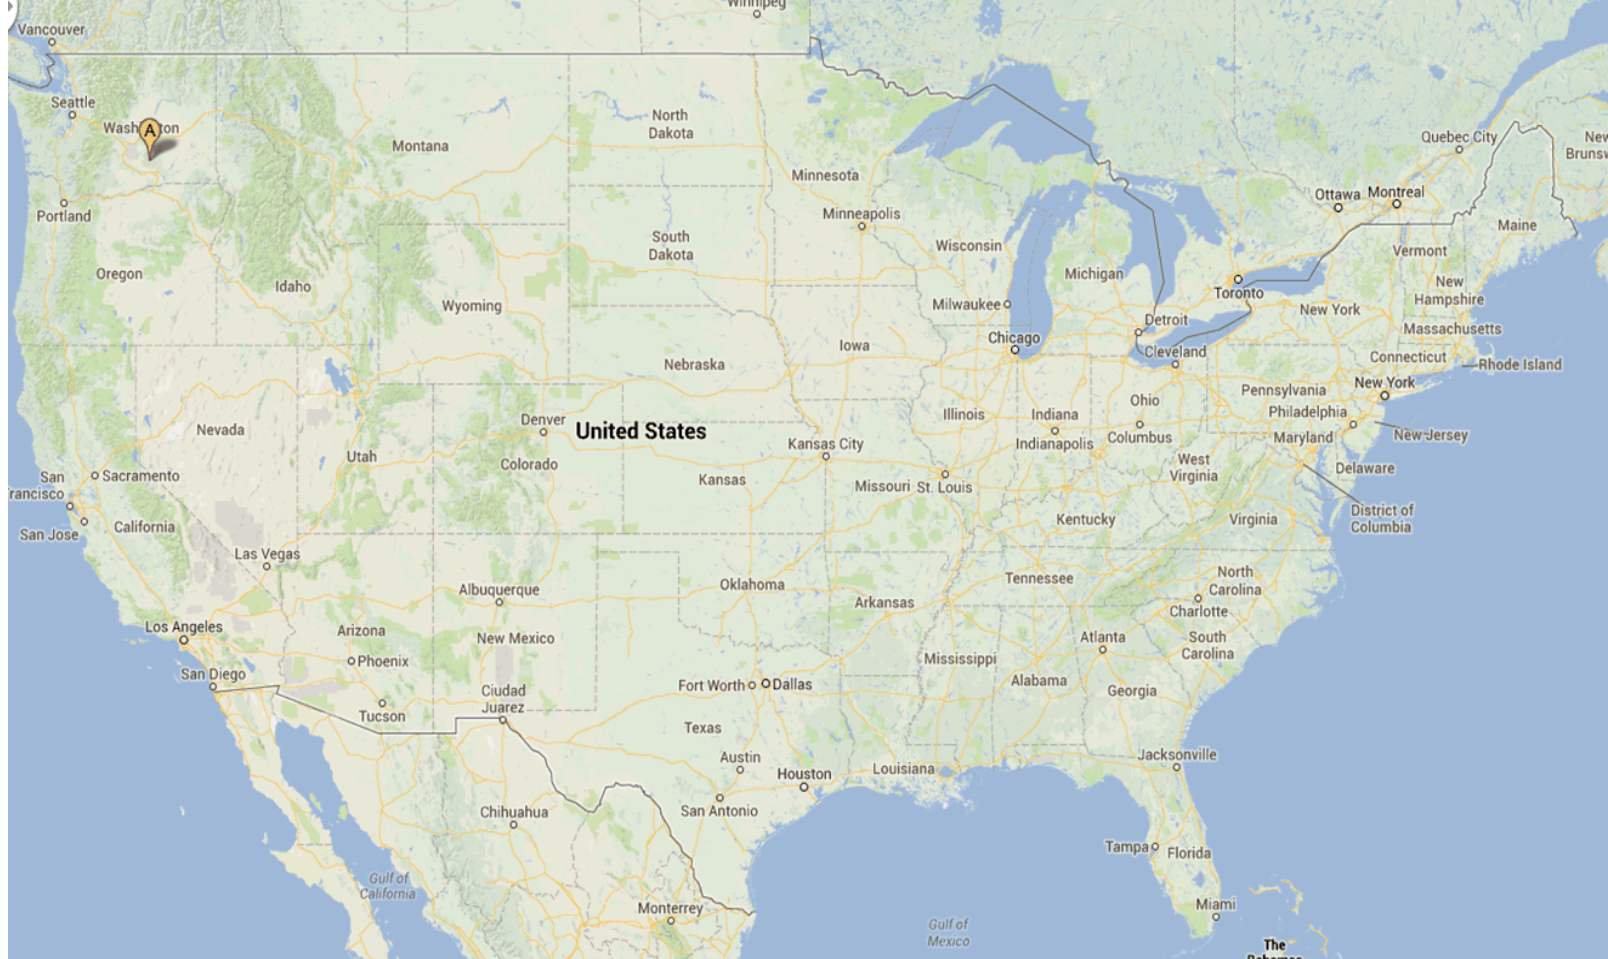 Winnipeg
Vancouver
Seattle
Washington
A
North
Dakota
Montana
Quebec City
New
Brunsw
Minnesota
Ottawa
Montreal
Portland
Minneapolis
Maine
South
Dakota
Wisconsin
Vermont
Oregon
Michigan
Idaho
New
Hampshire
Toronto
Wyoming
Milwaukee
New York
Detroit
Massachusetts
Chicago
Iowa
Cleveland
Connecticut
Nebraska
Rhode Island
Pennsylvania
New York
Ohio
Illinois
Indiana
Philadelphia
Denver
United States
Nevada
Kansas City
Indianapolis
Columbus
Maryland
New Jersey
Utah
Colorado
West
Virginia
Delaware
San
rancisco
Sacramento
Kansas
Missouri
St. Louis
District of
Columbia
California
San Jose
Kentucky
Virginia
Las Vegas
Albuquerque
Oklahoma
Tennessee
North
Carolina
Arkansas
Charlotte
Los Angeles
Arizona
New Mexico
Atlanta
South
Carolina
Phoenix
Mississippi
San Diego
Fort Worth
Dallas
Alabama
Georgia
Ciudad
Juarez
Tucson
Texas
Austin
Jacksonville
Houston
Louisiana
San Antonio
Chihuahua
Tampa
Florida
Gulf of
California
Monterrey
Miami
Gulf of
Mexico
The
Bahamas